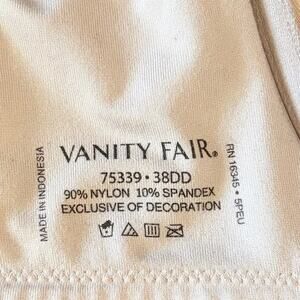 VANITY FAIR®
75339 • 38DD
90% NYLON 10% SPANDEX
EXCLUSIVE OF DECORATION
MADE IN INDONESIA
RN 16345 • 5PEU